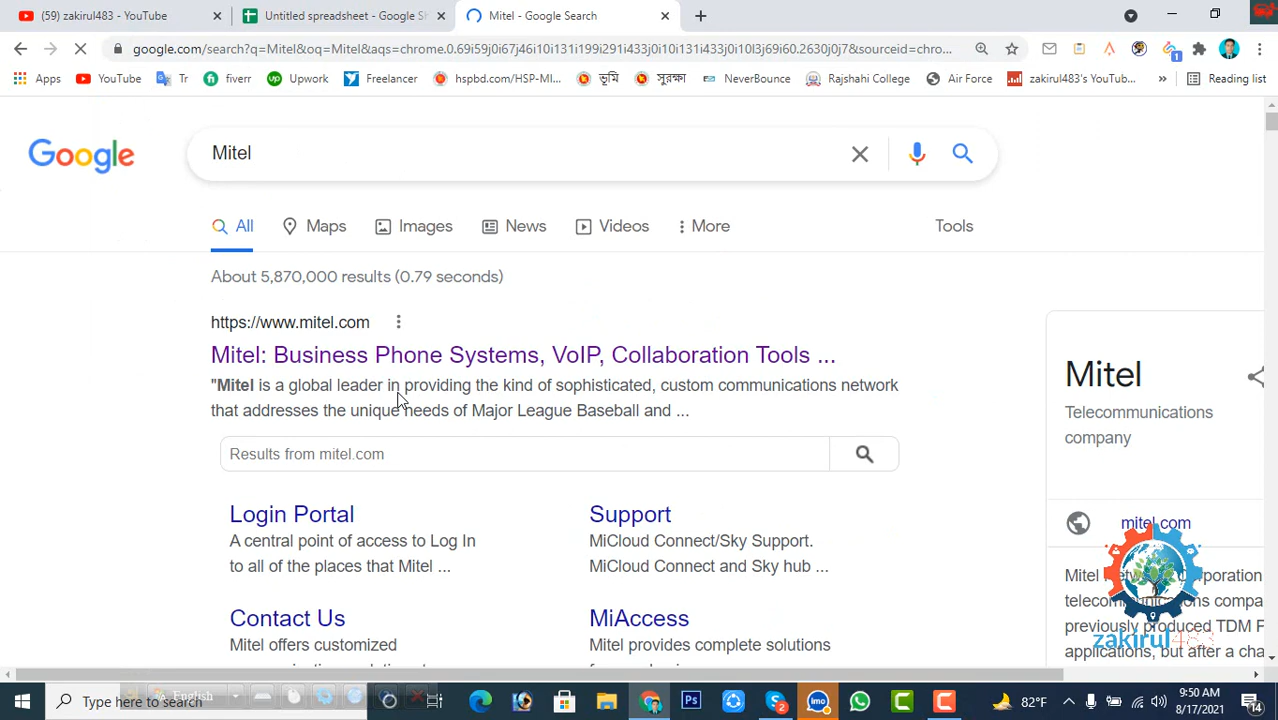 (59) zakirul483 - YouTube
Untitled spreadsheet - Google Sh
Mitel - Google Search
google.com/search?q=Mitel&oq=Mitel&aqs=chrome.0.69i59j0i67j46i10i131i199i291i433j0i10i131i433j0i10l3j69i60.2630j0j7&sourceid=chro...
Apps
YouTube
Tr
fiverr
Upwork
Freelancer
hspbd.com/HSP-MI...
ভূমি
সুরক্ষা
NeverBounce
Rajshahi College
Air Force
zakirul483's YouTub...
»
Reading list
Google
Mitel
All
Maps
Images
News
Videos
More
Tools
About 5,870,000 results (0.79 seconds)
https://www.mitel.com
Mitel: Business Phone Systems, VoIP, Collaboration Tools ...
"Mitel is a global leader in providing the kind of sophisticated, custom communications network
that addresses the unique needs of Major League Baseball and ...
Results from mitel.com
Login Portal
A central point of access to Log In
to all of the places that Mitel ...
Support
MiCloud Connect/Sky Support.
MiCloud Connect and Sky hub ...
Contact Us
Mitel offers customized
MiAccess
Mitel provides complete solutions
Mitel
Telecommunications
company
mitel.com
Mitel Networks Corporation
telecommunications compa
previously produced TDM P
applications, but after a cha
zakirul483
Type here to search
English
82°F
9:50 AM
8/17/2021